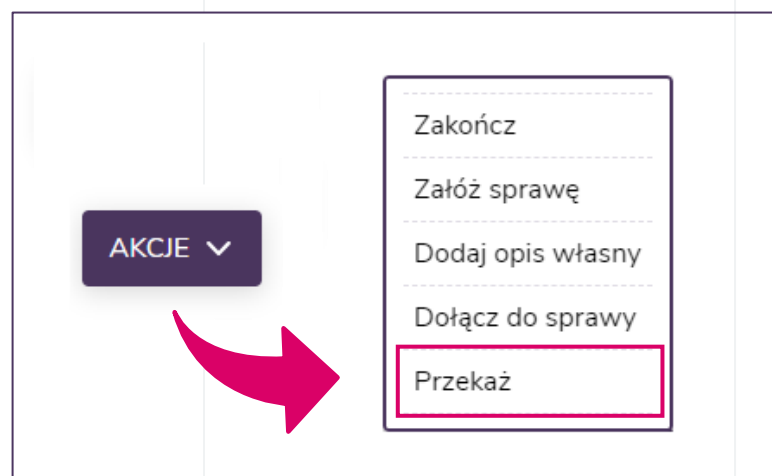 AKCJE
Zakończ
Załóż sprawę
Dodaj opis własny
Dołącz do sprawy
Przekaż